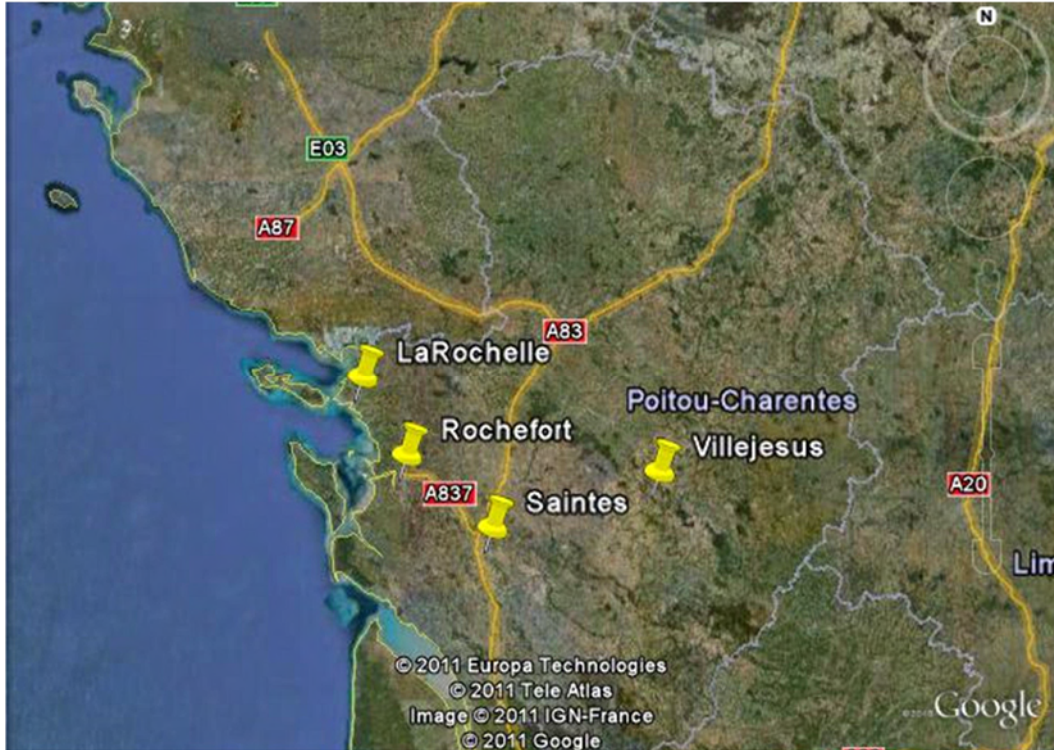 N
E03
A87
A83
LaRochelle
Poitou-Charentes
Rochefort
Villejesus
A837
A20
Saintes
Lim
© 2011 Europa Technologies
© 2011 Tele Atlas
Image © 2011 IGN-France
© 2011 Google
Google